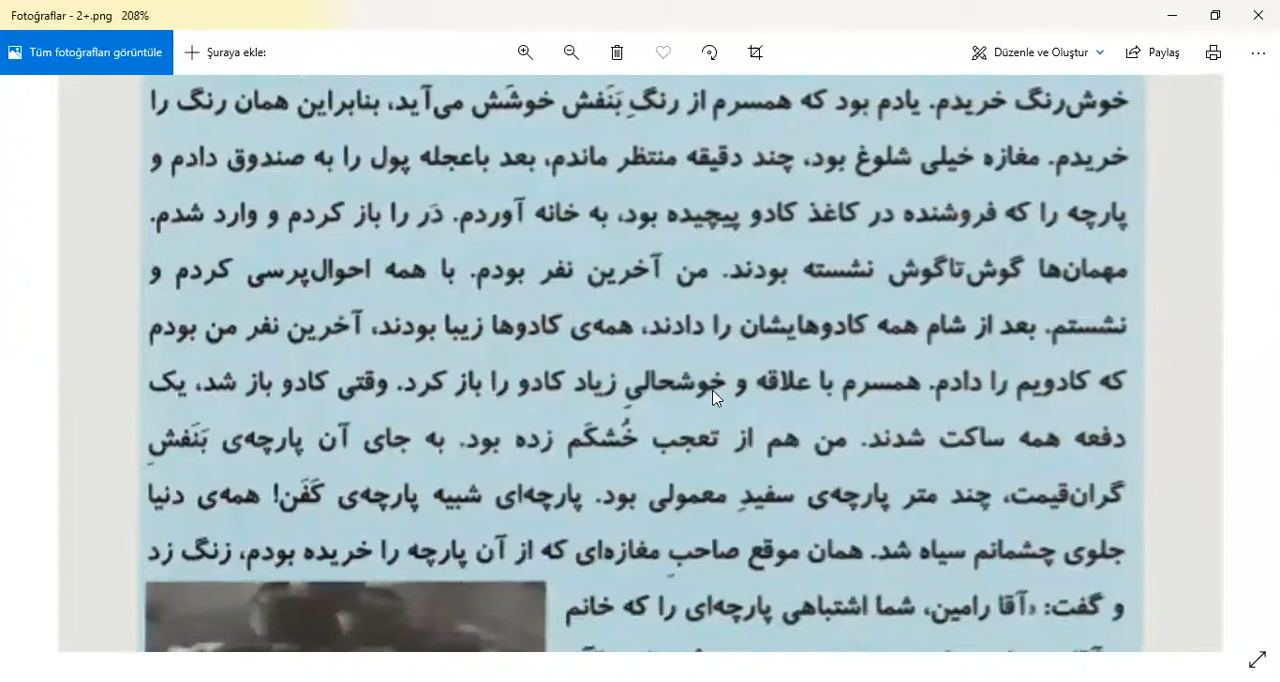 Fotoğraflar - 2+.png   208%
Tüm fotoğrafları görüntüle
Şuraya ekle:
Düzenle ve Oluştur
Paylaş
خوش‌رنگ خریدم. یادم بود که همسرم از رنگِ بَنَفش خوشَش می‌آید، بنابراین همان رنگ را
خریدم. مغازه خیلی شلوغ بود، چند دقیقه منتظر ماندم، بعد باعجله پول را به صندوق دادم و
پارچه را که فروشنده در کاغذ کادو پیچیده بود، به خانه آوردم. دَر را باز کردم و وارد شدم.
مهمان‌ها گوش‌تاگوش نشسته بودند. من آخرین نفر بودم. با همه احوال‌پرسی کردم و
نشستم. بعد از شام همه کادوهایشان را دادند، همه‌ی کادوها زیبا بودند، آخرین نفر من بودم
که کادویم را دادم. همسرم با علاقه و خوشحالیِ زیاد کادو را باز کرد. وقتی کادو باز شد، یک
دفعه همه ساکت شدند. من هم از تعجب خُشکَم زده بود. به جای آن پارچه‌ی بَنَفشِ
گران‌قیمت، چند متر پارچه‌ی سفیدِ معمولی بود. پارچه‌ای شبیه پارچه‌ی کَفَن! همه‌ی دنیا
جلوی چشمانم سیاه شد. همان موقع صاحبِ مغازه‌ای که از آن پارچه را خریده بودم، زنگ زد
و گفت: «آقا رامین، شما اشتباهی پارچه‌ای را که خانم